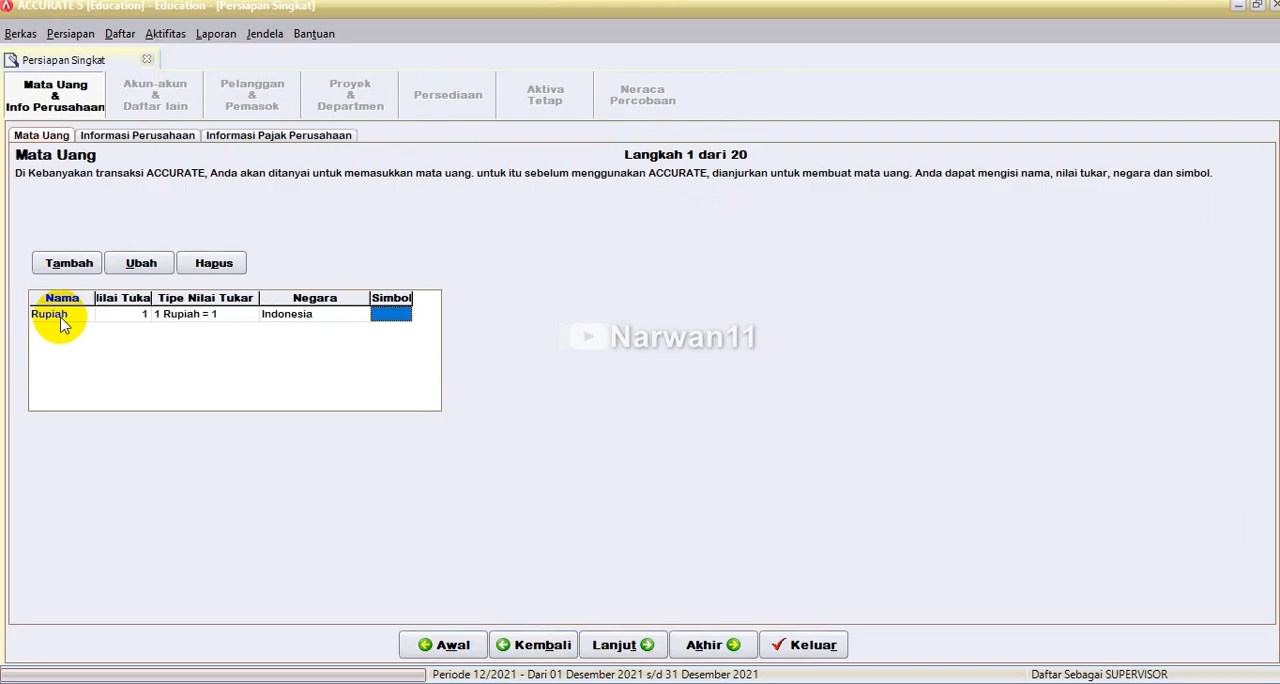 ACCURATE 5 [Education] - Education - [Persiapan Singkat]
Berkas Persiapan Daftar Aktifitas Laporan Jendela Bantuan
Persiapan Singkat
Mata Uang & Info Perusahaan
Akun-akun & Daftar lain
Pelanggan & Pemasok
Proyek & Departmen
Persediaan
Aktiva Tetap
Neraca Percobaan
Mata Uang Informasi Perusahaan Informasi Pajak Perusahaan
Mata Uang Langkah 1 dari 20
Di Kebanyakan transaksi ACCURATE, Anda akan ditanyai untuk memasukkan mata uang. untuk itu sebelum menggunakan ACCURATE, dianjurkan untuk membuat mata uang. Anda dapat mengisi nama, nilai tukar, negara dan simbol.
Tambah Ubah Hapus
Nama lilai Tuka Tipe Nilai Tukar Negara Simbol
Rupiah 1 1 Rupiah = 1 Indonesia
Narwan11
Awal Kembali Lanjut Akhir Keluar
Periode 12/2021 - Dari 01 Desember 2021 s/d 31 Desember 2021 Daftar Sebagai SUPERVISOR